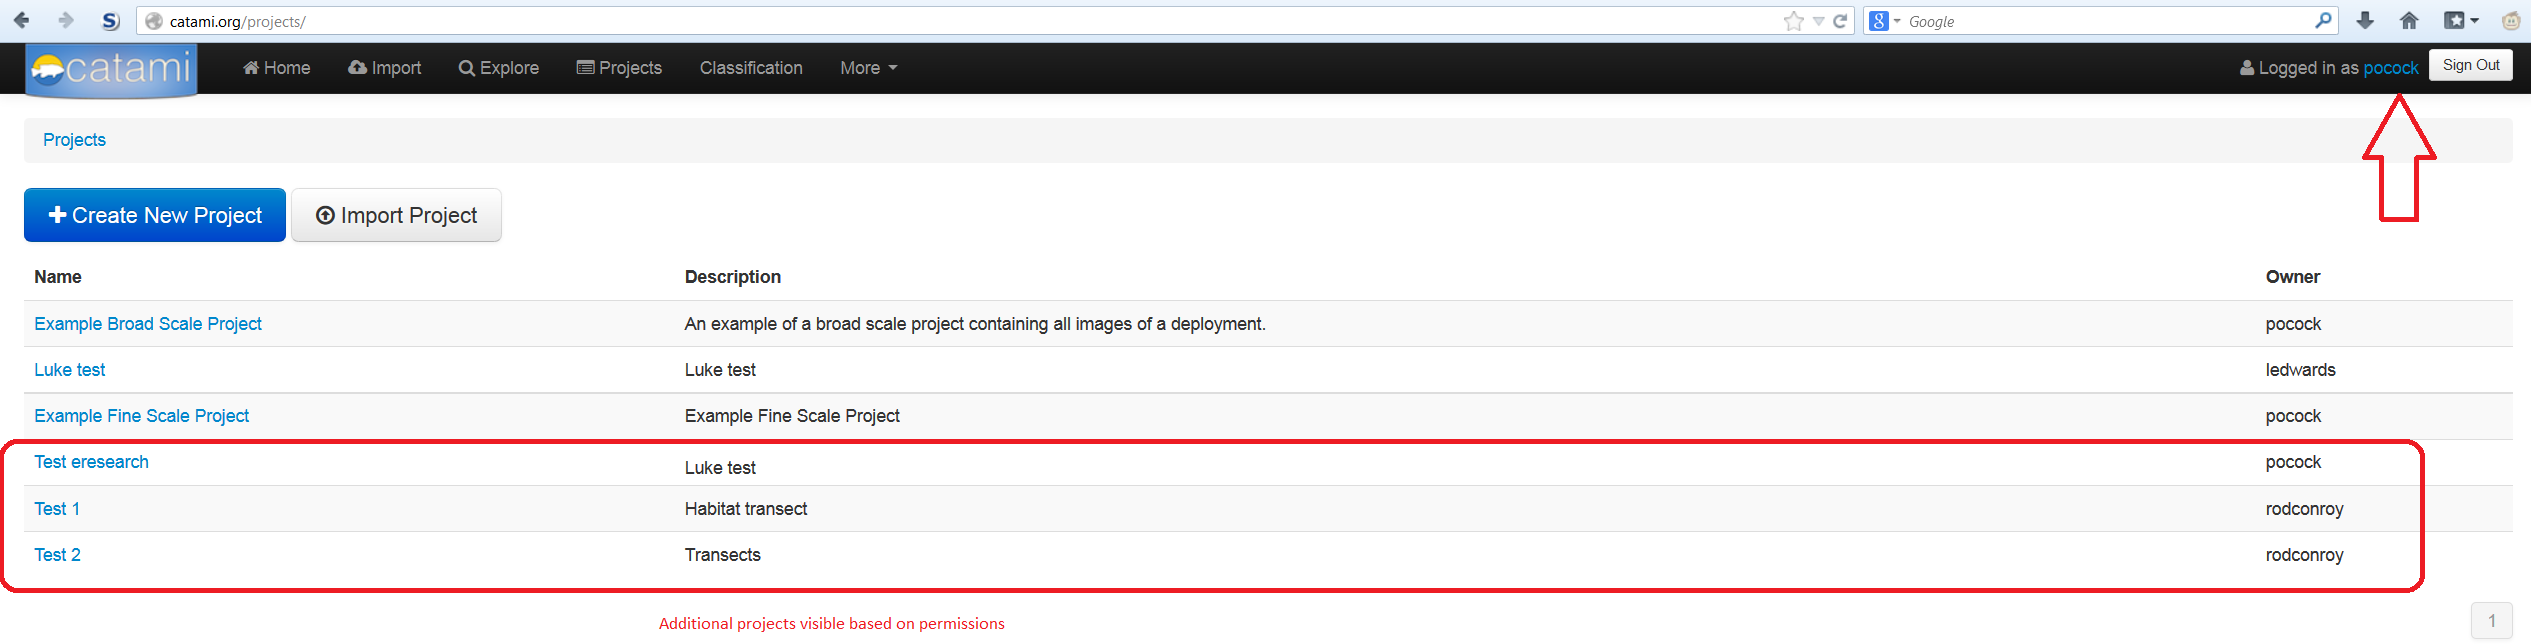 catami.org/projects/
Google
catami Home Import Explore Projects Classification More Logged in as pocock Sign Out
Projects
Create New Project Import Project
Name Description Owner
Example Broad Scale Project An example of a broad scale project containing all images of a deployment. pocock
Luke test Luke test ledwards
Example Fine Scale Project Example Fine Scale Project pocock
Test eresearch Luke test pocock
Test 1 Habitat transect rodconroy
Test 2 Transects rodconroy
Additional projects visible based on permissions
1